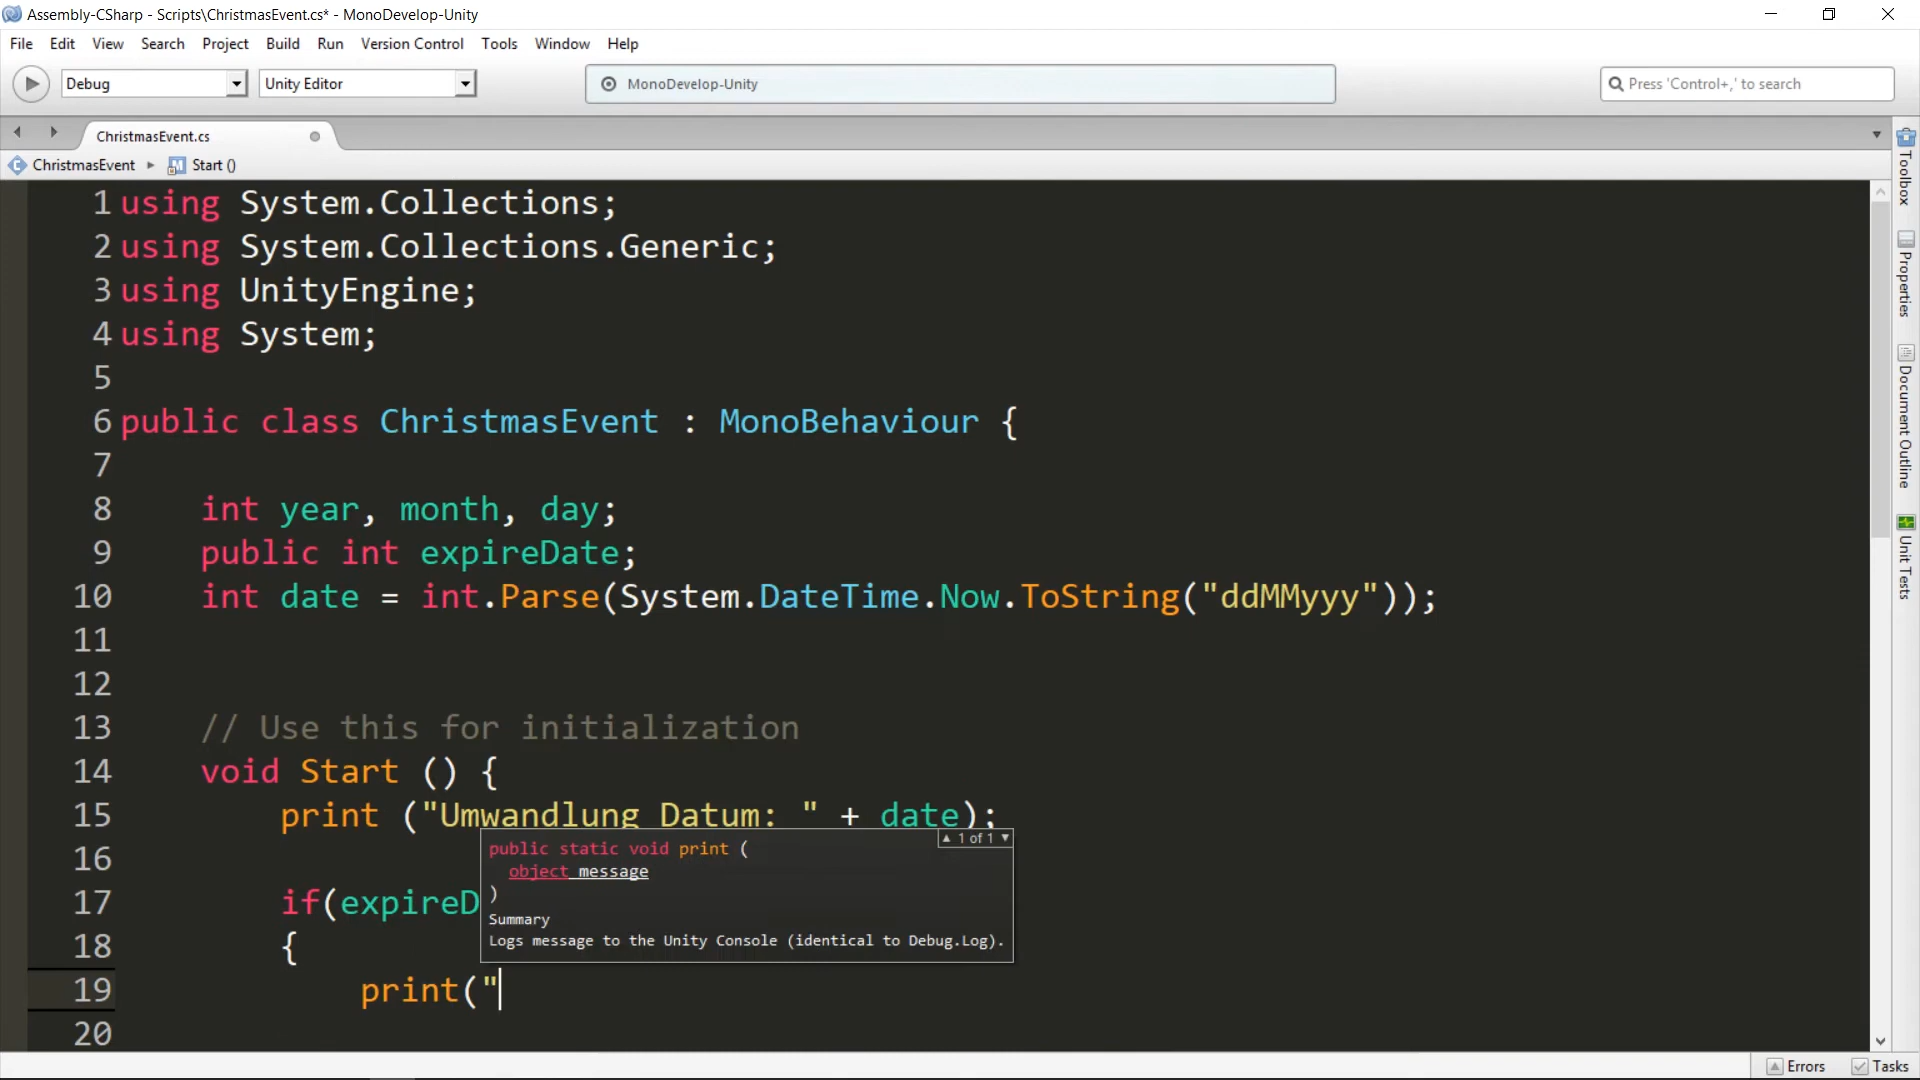 Assembly-CSharp - Scripts\ChristmasEvent.cs* - MonoDevelop-Unity
File Edit View Search Project Build Run Version Control Tools Window Help
Debug Unity Editor MonoDevelop-Unity Press 'Control+,' to search
ChristmasEvent.cs
ChristmasEvent Start ()
1 using System.Collections;
2 using System.Collections.Generic;
3 using UnityEngine;
4 using System;
5
6 public class ChristmasEvent : MonoBehaviour {
7
8 int year, month, day;
9 public int expireDate;
10 int date = int.Parse(System.DateTime.Now.ToString("ddMMyyy"));
11
12
13 // Use this for initialization
14 void Start () {
15 print ("Umwandlung Datum: " + date);
16
17 if(expireD
18 {
19 print("
20
1 of 1
public static void print (
object message
)
Summary
Logs message to the Unity Console (identical to Debug.Log).
Toolbox
Properties
Document Outline
Unit Tests
Errors Tasks